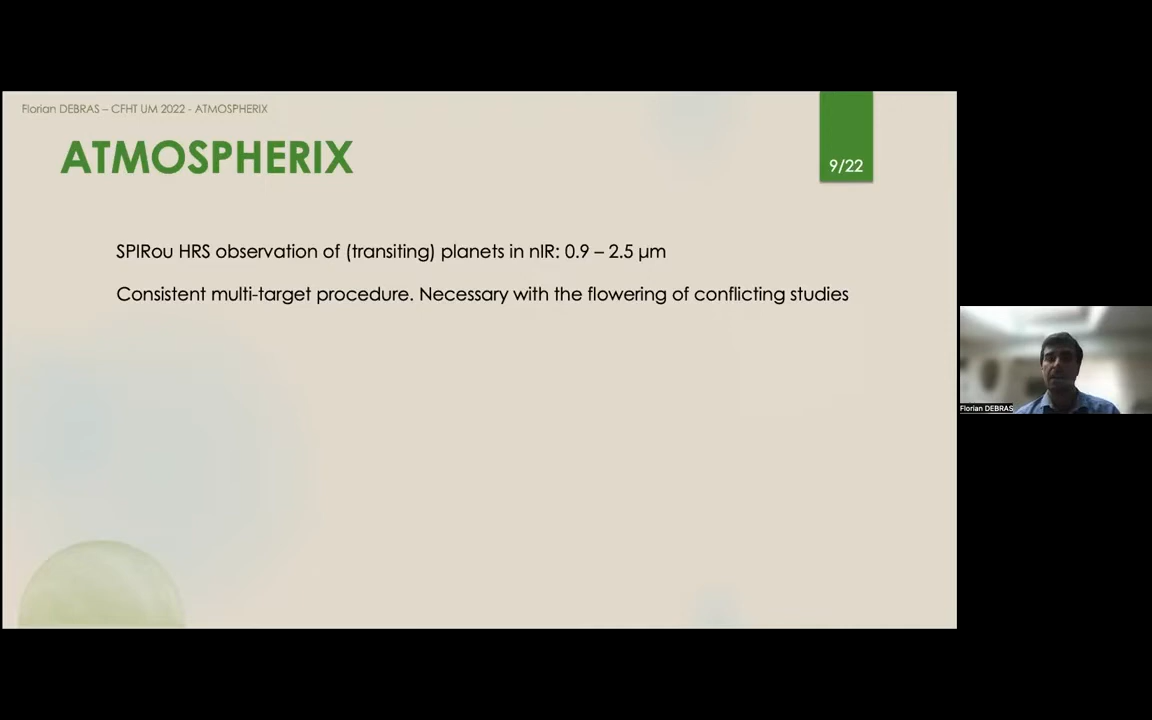 Florian DEBRAS – CFHT UM 2022 - ATMOSPHERIX
ATMOSPHERIX
9/22
SPIRou HRS observation of (transiting) planets in nIR: 0.9 – 2.5 μm
Consistent multi-target procedure. Necessary with the flowering of conflicting studies
Florian DEBRAS